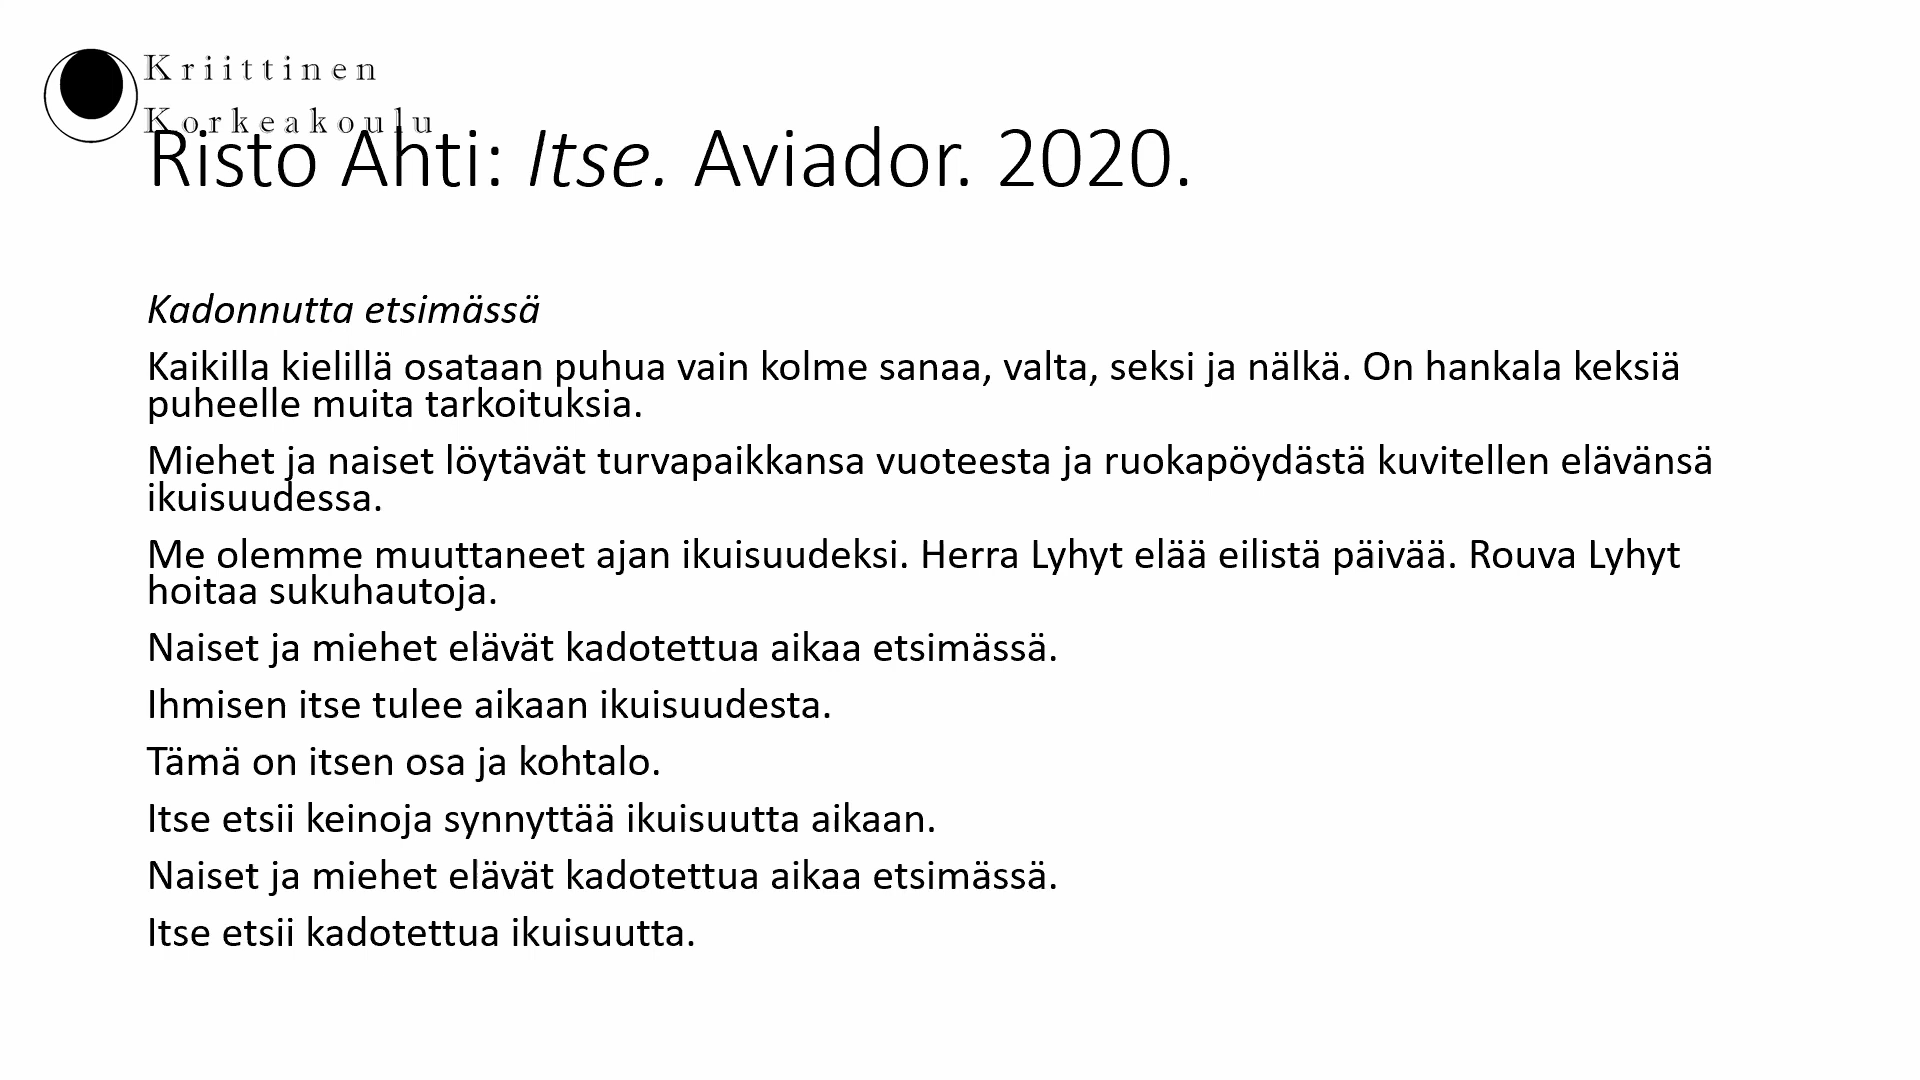 Kriittinen
Korkeakoulu
Risto Ahti: Itse. Aviador. 2020.
Kadonnutta etsimässä
Kaikilla kielillä osataan puhua vain kolme sanaa, valta, seksi ja nälkä. On hankala keksiä
puheelle muita tarkoituksia.
Miehet ja naiset löytävät turvapaikkansa vuoteesta ja ruokapöydästä kuvitellen elävänsä
ikuisuudessa.
Me olemme muuttaneet ajan ikuisuudeksi. Herra Lyhyt elää eilistä päivää. Rouva Lyhyt
hoitaa sukuhautoja.
Naiset ja miehet elävät kadotettua aikaa etsimässä.
Ihmisen itse tulee aikaan ikuisuudesta.
Tämä on itsen osa ja kohtalo.
Itse etsii keinoja synnyttää ikuisuutta aikaan.
Naiset ja miehet elävät kadotettua aikaa etsimässä.
Itse etsii kadotettua ikuisuutta.